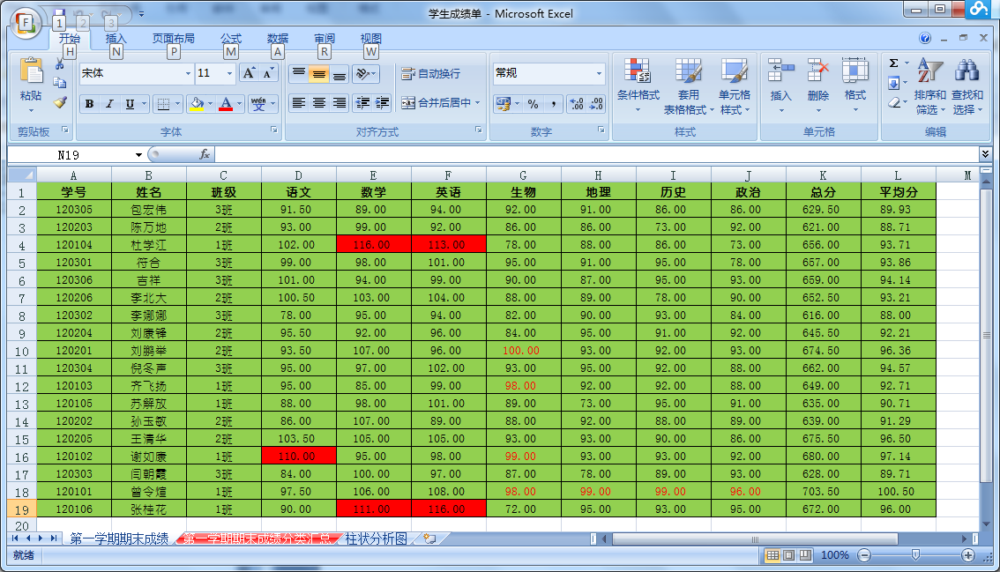 学生成绩单 - Microsoft Excel
F 1 2 3
开始 插入 页面布局 公式 数据 审阅 视图
H N P M A R W
宋体 11 A A 自动换行 常规
粘贴 条件格式 套用 表格格式 单元格 样式 插入 删除 格式 Σ 排序和 筛选 查找和 选择
B I U A wén 文 合并后居中 % , .00 .00
剪贴板 字体 对齐方式 数字 样式 单元格 编辑
N19 fx
A B C D E F G H I J K L M
1 学号 姓名 班级 语文 数学 英语 生物 地理 历史 政治 总分 平均分
2 120305 包宏伟 3班 91.50 89.00 94.00 92.00 91.00 86.00 86.00 629.50 89.93
3 120203 陈万地 2班 93.00 99.00 92.00 86.00 86.00 73.00 92.00 621.00 88.71
4 120104 杜学江 1班 102.00 116.00 113.00 78.00 88.00 86.00 73.00 656.00 93.71
5 120301 符合 3班 99.00 98.00 101.00 95.00 91.00 95.00 78.00 657.00 93.86
6 120306 吉祥 3班 101.00 94.00 99.00 90.00 87.00 95.00 93.00 659.00 94.14
7 120206 李北大 2班 100.50 103.00 104.00 88.00 89.00 78.00 90.00 652.50 93.21
8 120302 李娜娜 3班 78.00 95.00 94.00 82.00 90.00 93.00 84.00 616.00 88.00
9 120204 刘康锋 2班 95.50 92.00 96.00 84.00 95.00 91.00 92.00 645.50 92.21
10 120201 刘鹏举 2班 93.50 107.00 96.00 100.00 93.00 92.00 93.00 674.50 96.36
11 120304 倪冬声 3班 95.00 97.00 102.00 93.00 95.00 92.00 88.00 662.00 94.57
12 120103 齐飞扬 1班 95.00 85.00 99.00 98.00 92.00 92.00 88.00 649.00 92.71
13 120105 苏解放 1班 88.00 98.00 101.00 89.00 73.00 95.00 91.00 635.00 90.71
14 120202 孙玉敏 2班 86.00 107.00 89.00 88.00 92.00 88.00 89.00 639.00 91.29
15 120205 王清华 2班 103.50 105.00 105.00 93.00 93.00 90.00 86.00 675.50 96.50
16 120102 谢如康 1班 110.00 95.00 98.00 99.00 93.00 93.00 92.00 680.00 97.14
17 120303 闫朝霞 3班 84.00 100.00 97.00 87.00 78.00 89.00 93.00 628.00 89.71
18 120101 曾令煊 1班 97.50 106.00 108.00 98.00 99.00 99.00 96.00 703.50 100.50
19 120106 张桂花 1班 90.00 111.00 116.00 72.00 95.00 93.00 95.00 672.00 96.00
20
第一学期期末成绩 第一学期期末成绩分类汇总 柱状分析图
就绪 100%